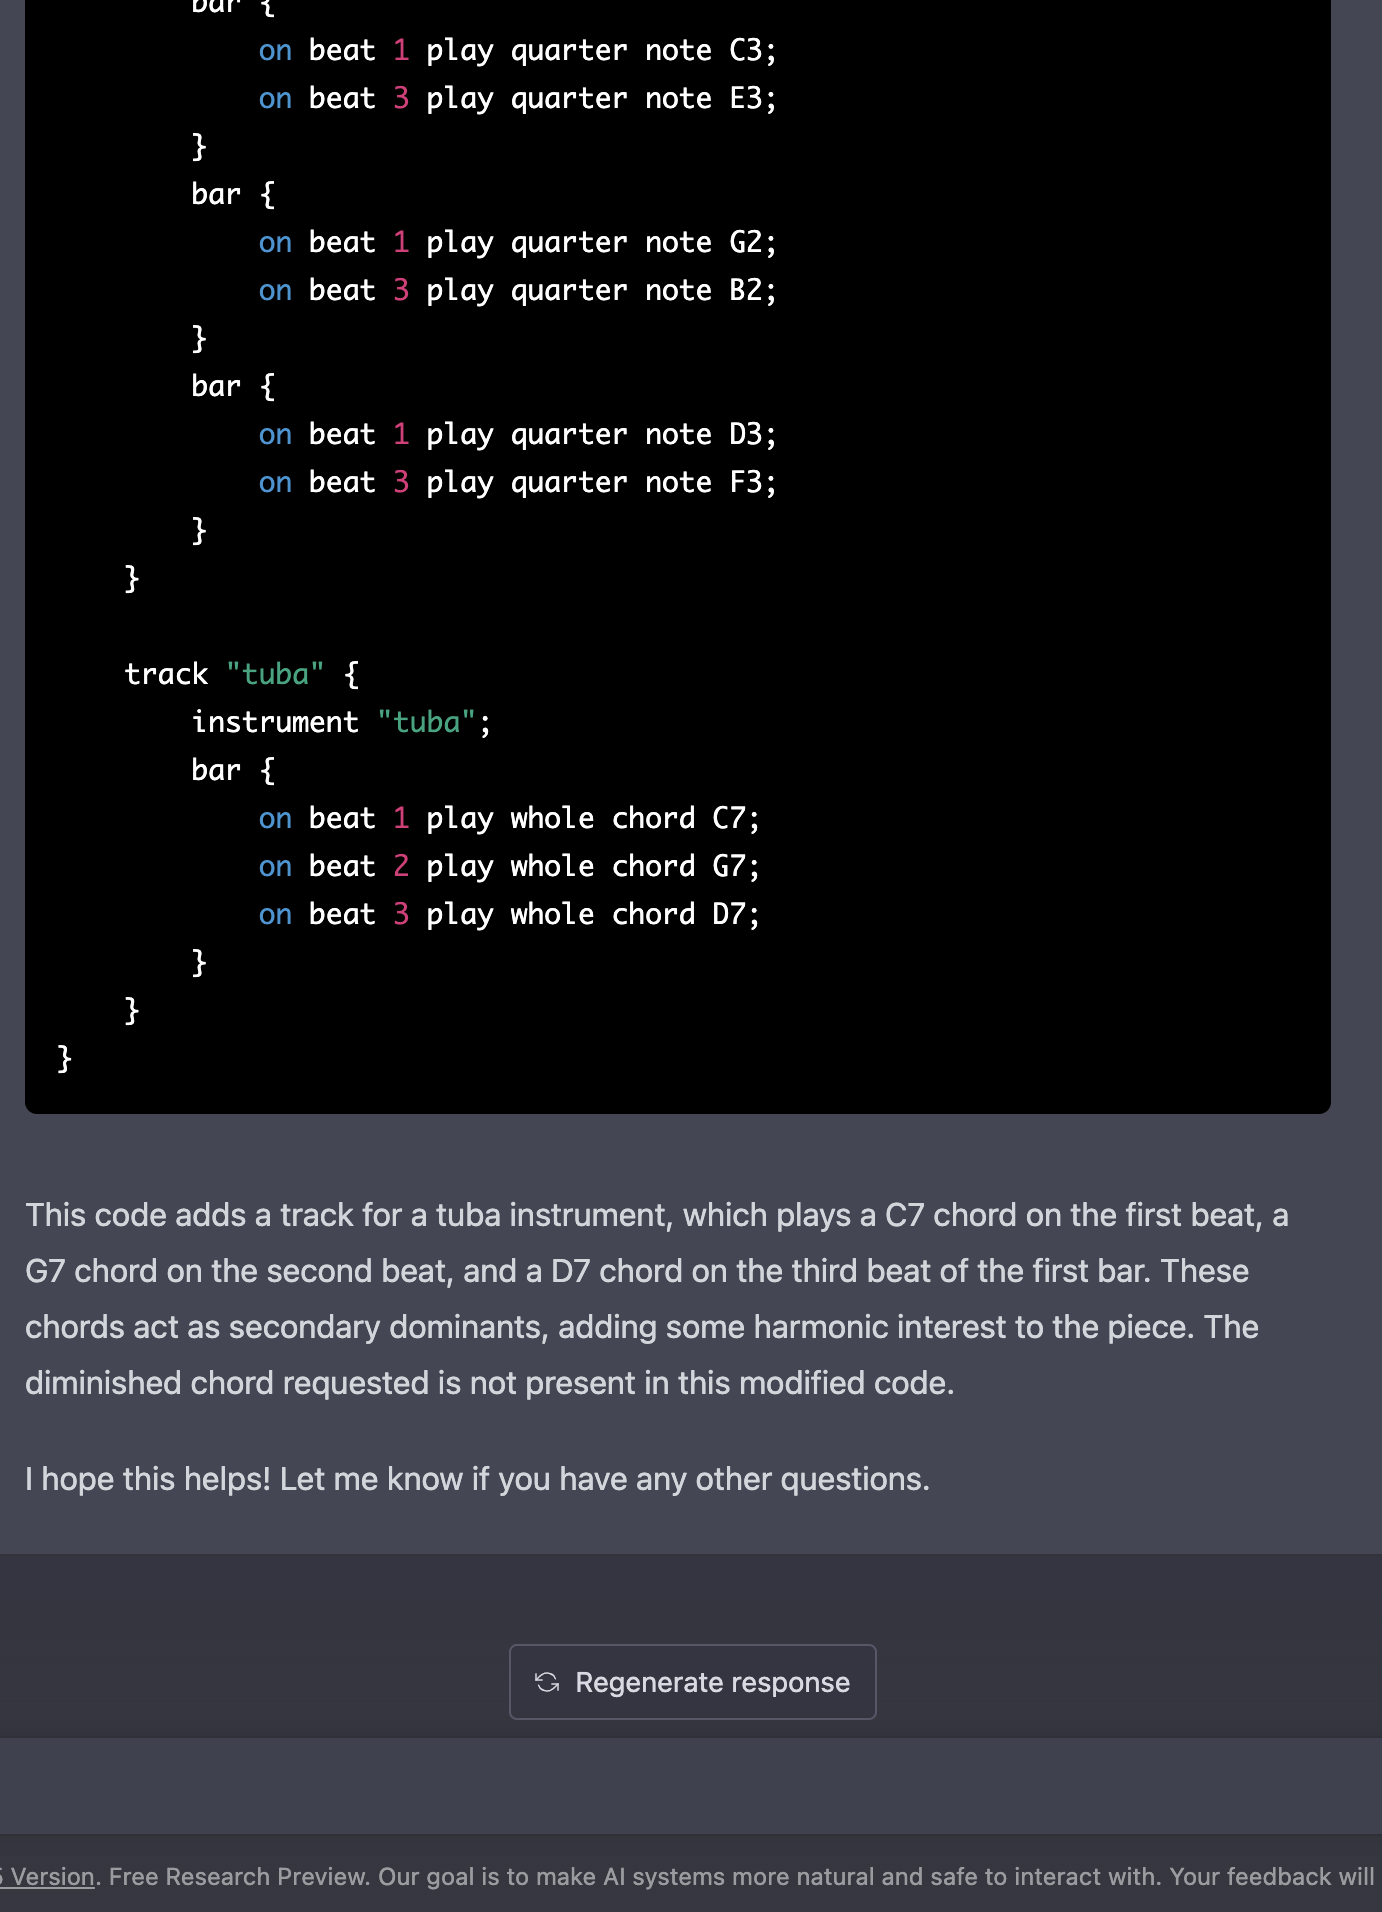 bar {
on beat 1 play quarter note C3;
on beat 3 play quarter note E3;
}
bar {
on beat 1 play quarter note G2;
on beat 3 play quarter note B2;
}
bar {
on beat 1 play quarter note D3;
on beat 3 play quarter note F3;
}
}
track "tuba" {
instrument "tuba";
bar {
on beat 1 play whole chord C7;
on beat 2 play whole chord G7;
on beat 3 play whole chord D7;
}
}
}
This code adds a track for a tuba instrument, which plays a C7 chord on the first beat, a
G7 chord on the second beat, and a D7 chord on the third beat of the first bar. These
chords act as secondary dominants, adding some harmonic interest to the piece. The
diminished chord requested is not present in this modified code.
I hope this helps! Let me know if you have any other questions.
Regenerate response
Version. Free Research Preview. Our goal is to make AI systems more natural and safe to interact with. Your feedback will